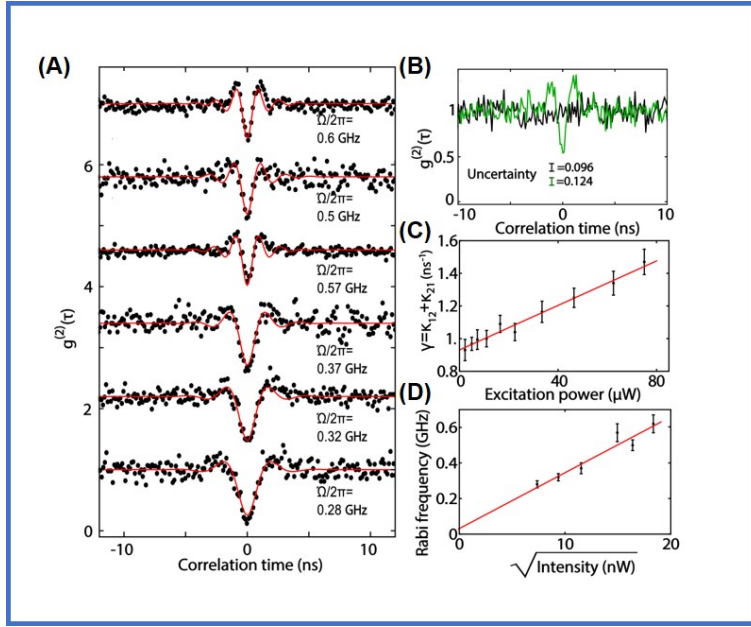 (A)
g⁽²⁾(τ)
6
4
2
0
Ω/2π=
0.6 GHz
Ω/2π=
0.5 GHz
Ω/2π=
0.57 GHz
Ω/2π=
0.37 GHz
Ω/2π=
0.32 GHz
Ω/2π=
0.28 GHz
-10 0 10
Correlation time (ns)
(B)
g⁽²⁾(τ)
1
0.5
0
Uncertainty
=0.096
=0.124
-10 -5 0 5 10
Correlation time (ns)
(C)
γ=K₁₂+K₂₁ (ns⁻¹)
1.6
1.4
1.2
1.0
0.8
0 40 80
Excitation power (μW)
(D)
Rabi frequency (GHz)
0.6
0.4
0.2
0
0 10 20
√Intensity (nW)